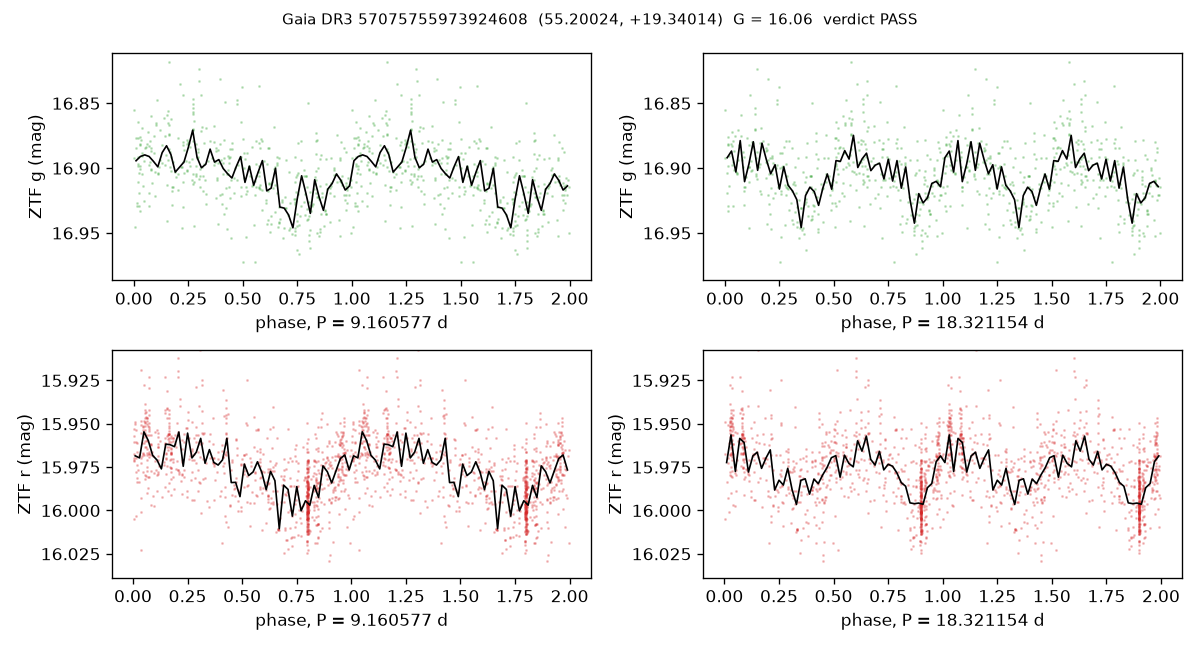 Gaia DR3 57075755973924608  (55.20024, +19.34014)  G = 16.06  verdict PASS
ZTF g (mag)
16.85
16.90
16.95
0.00 0.25 0.50 0.75 1.00 1.25 1.50 1.75 2.00
phase, P = 9.160577 d
ZTF g (mag)
16.85
16.90
16.95
0.00 0.25 0.50 0.75 1.00 1.25 1.50 1.75 2.00
phase, P = 18.321154 d
ZTF r (mag)
15.925
15.950
15.975
16.000
16.025
0.00 0.25 0.50 0.75 1.00 1.25 1.50 1.75 2.00
phase, P = 9.160577 d
ZTF r (mag)
15.925
15.950
15.975
16.000
16.025
0.00 0.25 0.50 0.75 1.00 1.25 1.50 1.75 2.00
phase, P = 18.321154 d